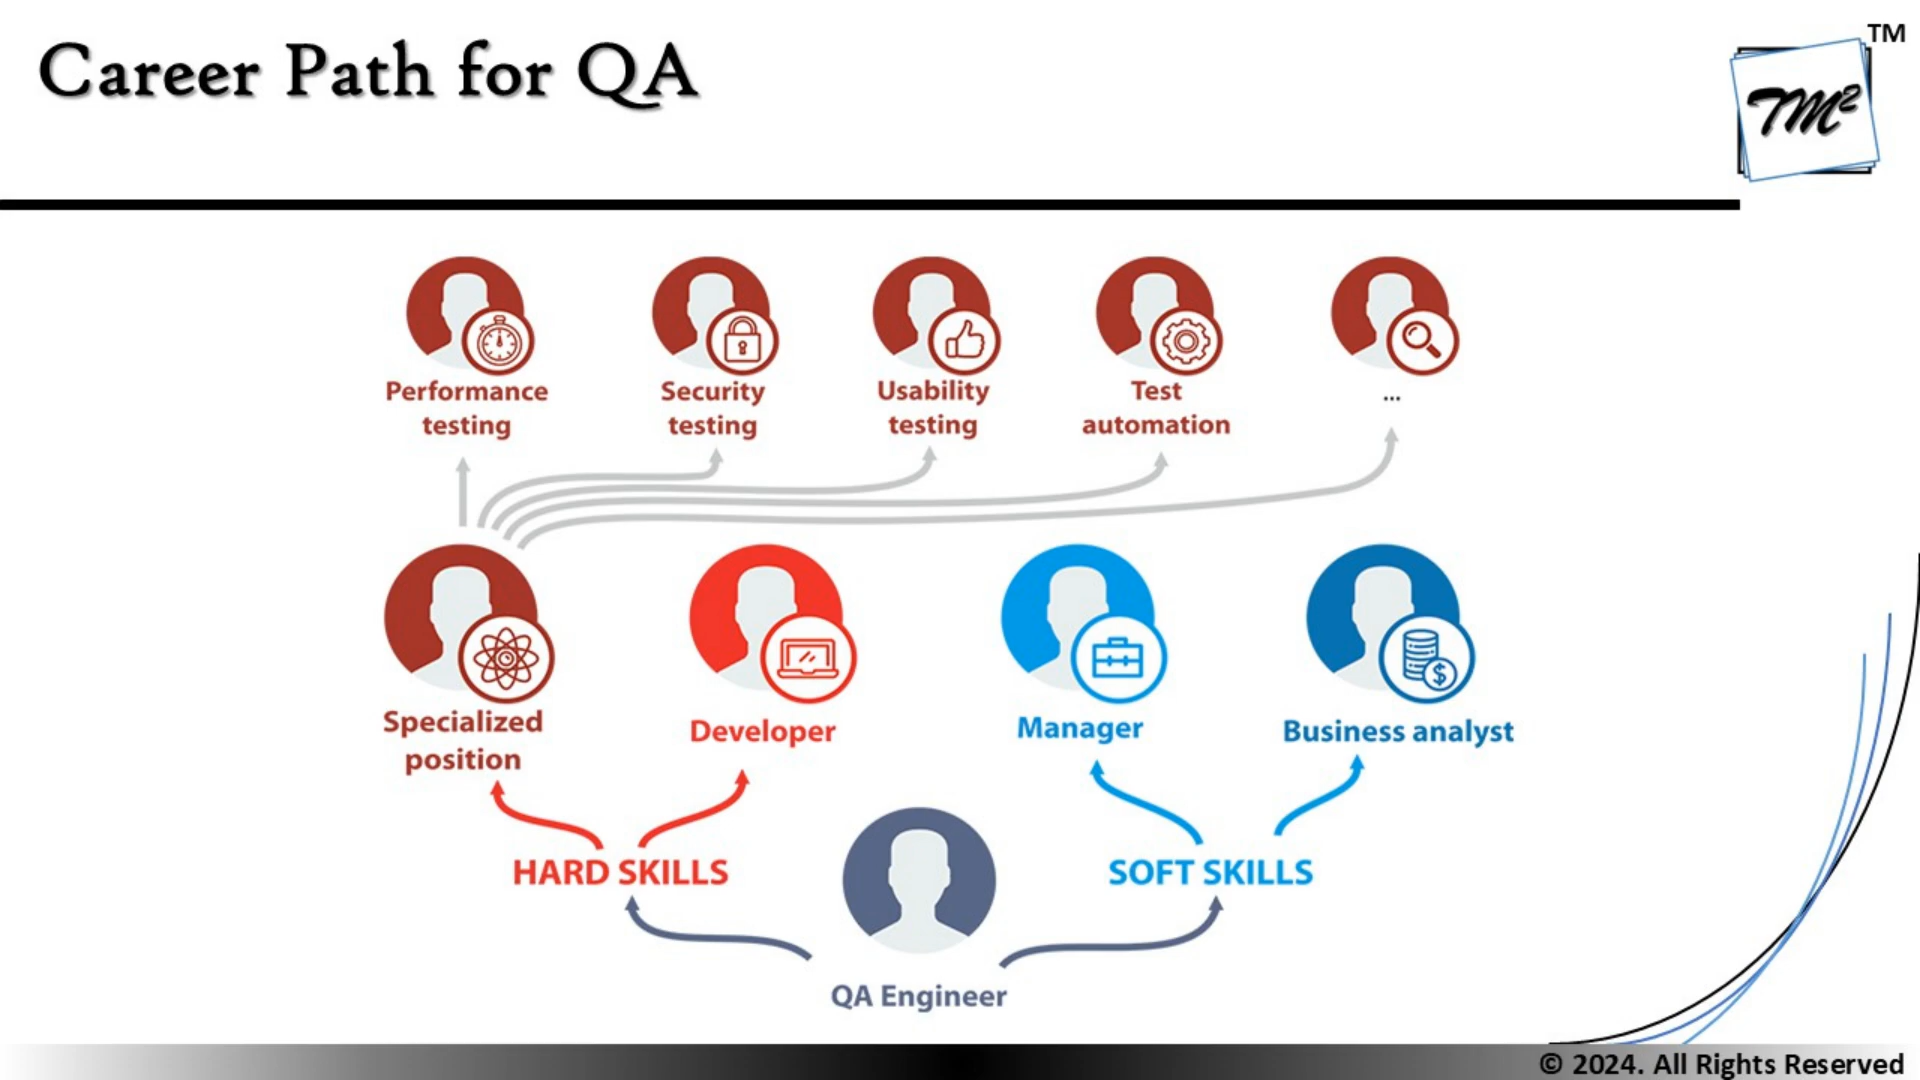 Career Path for QA
TM
TM²
Performance
testing
Security
testing
Usability
testing
Test
automation
...
Specialized
position
Developer
Manager
Business analyst
HARD SKILLS
SOFT SKILLS
QA Engineer
© 2024. All Rights Reserved